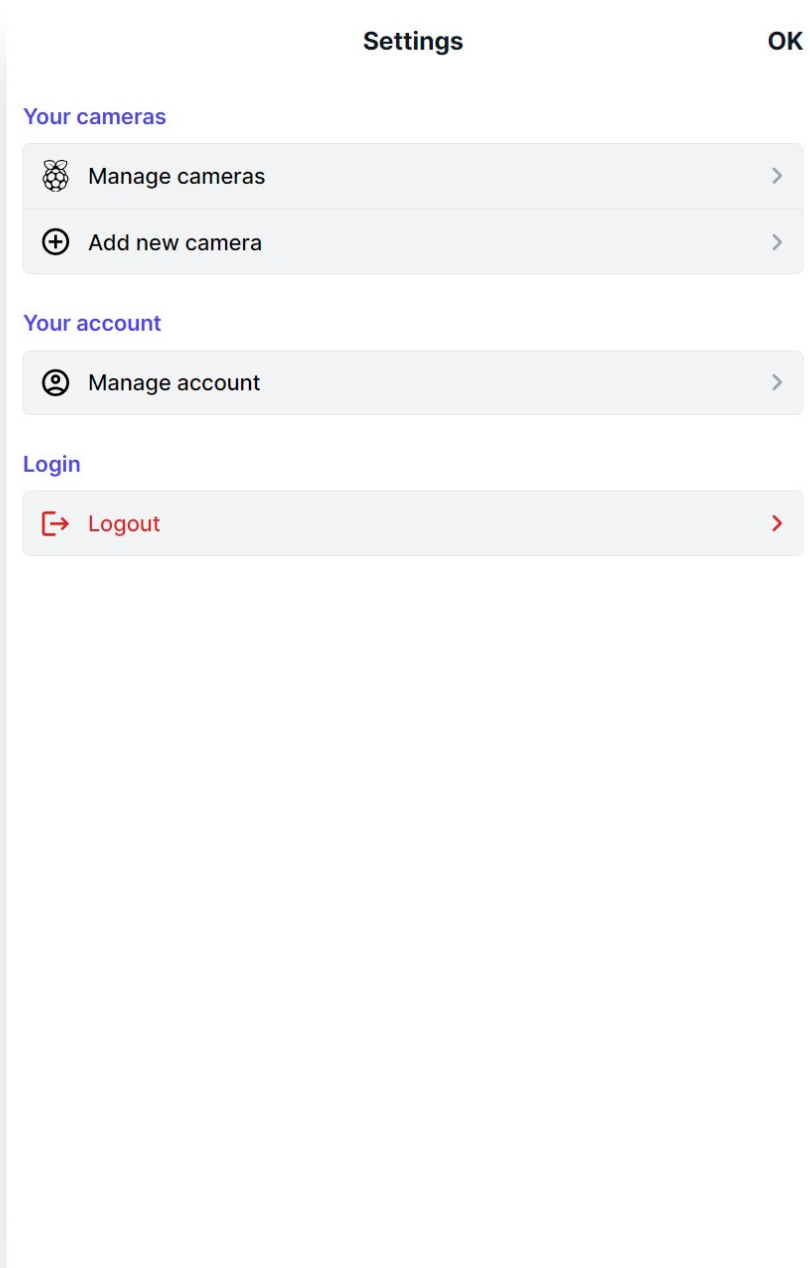 Settings
OK
Your cameras
Manage cameras
Add new camera
Your account
Manage account
Login
Logout